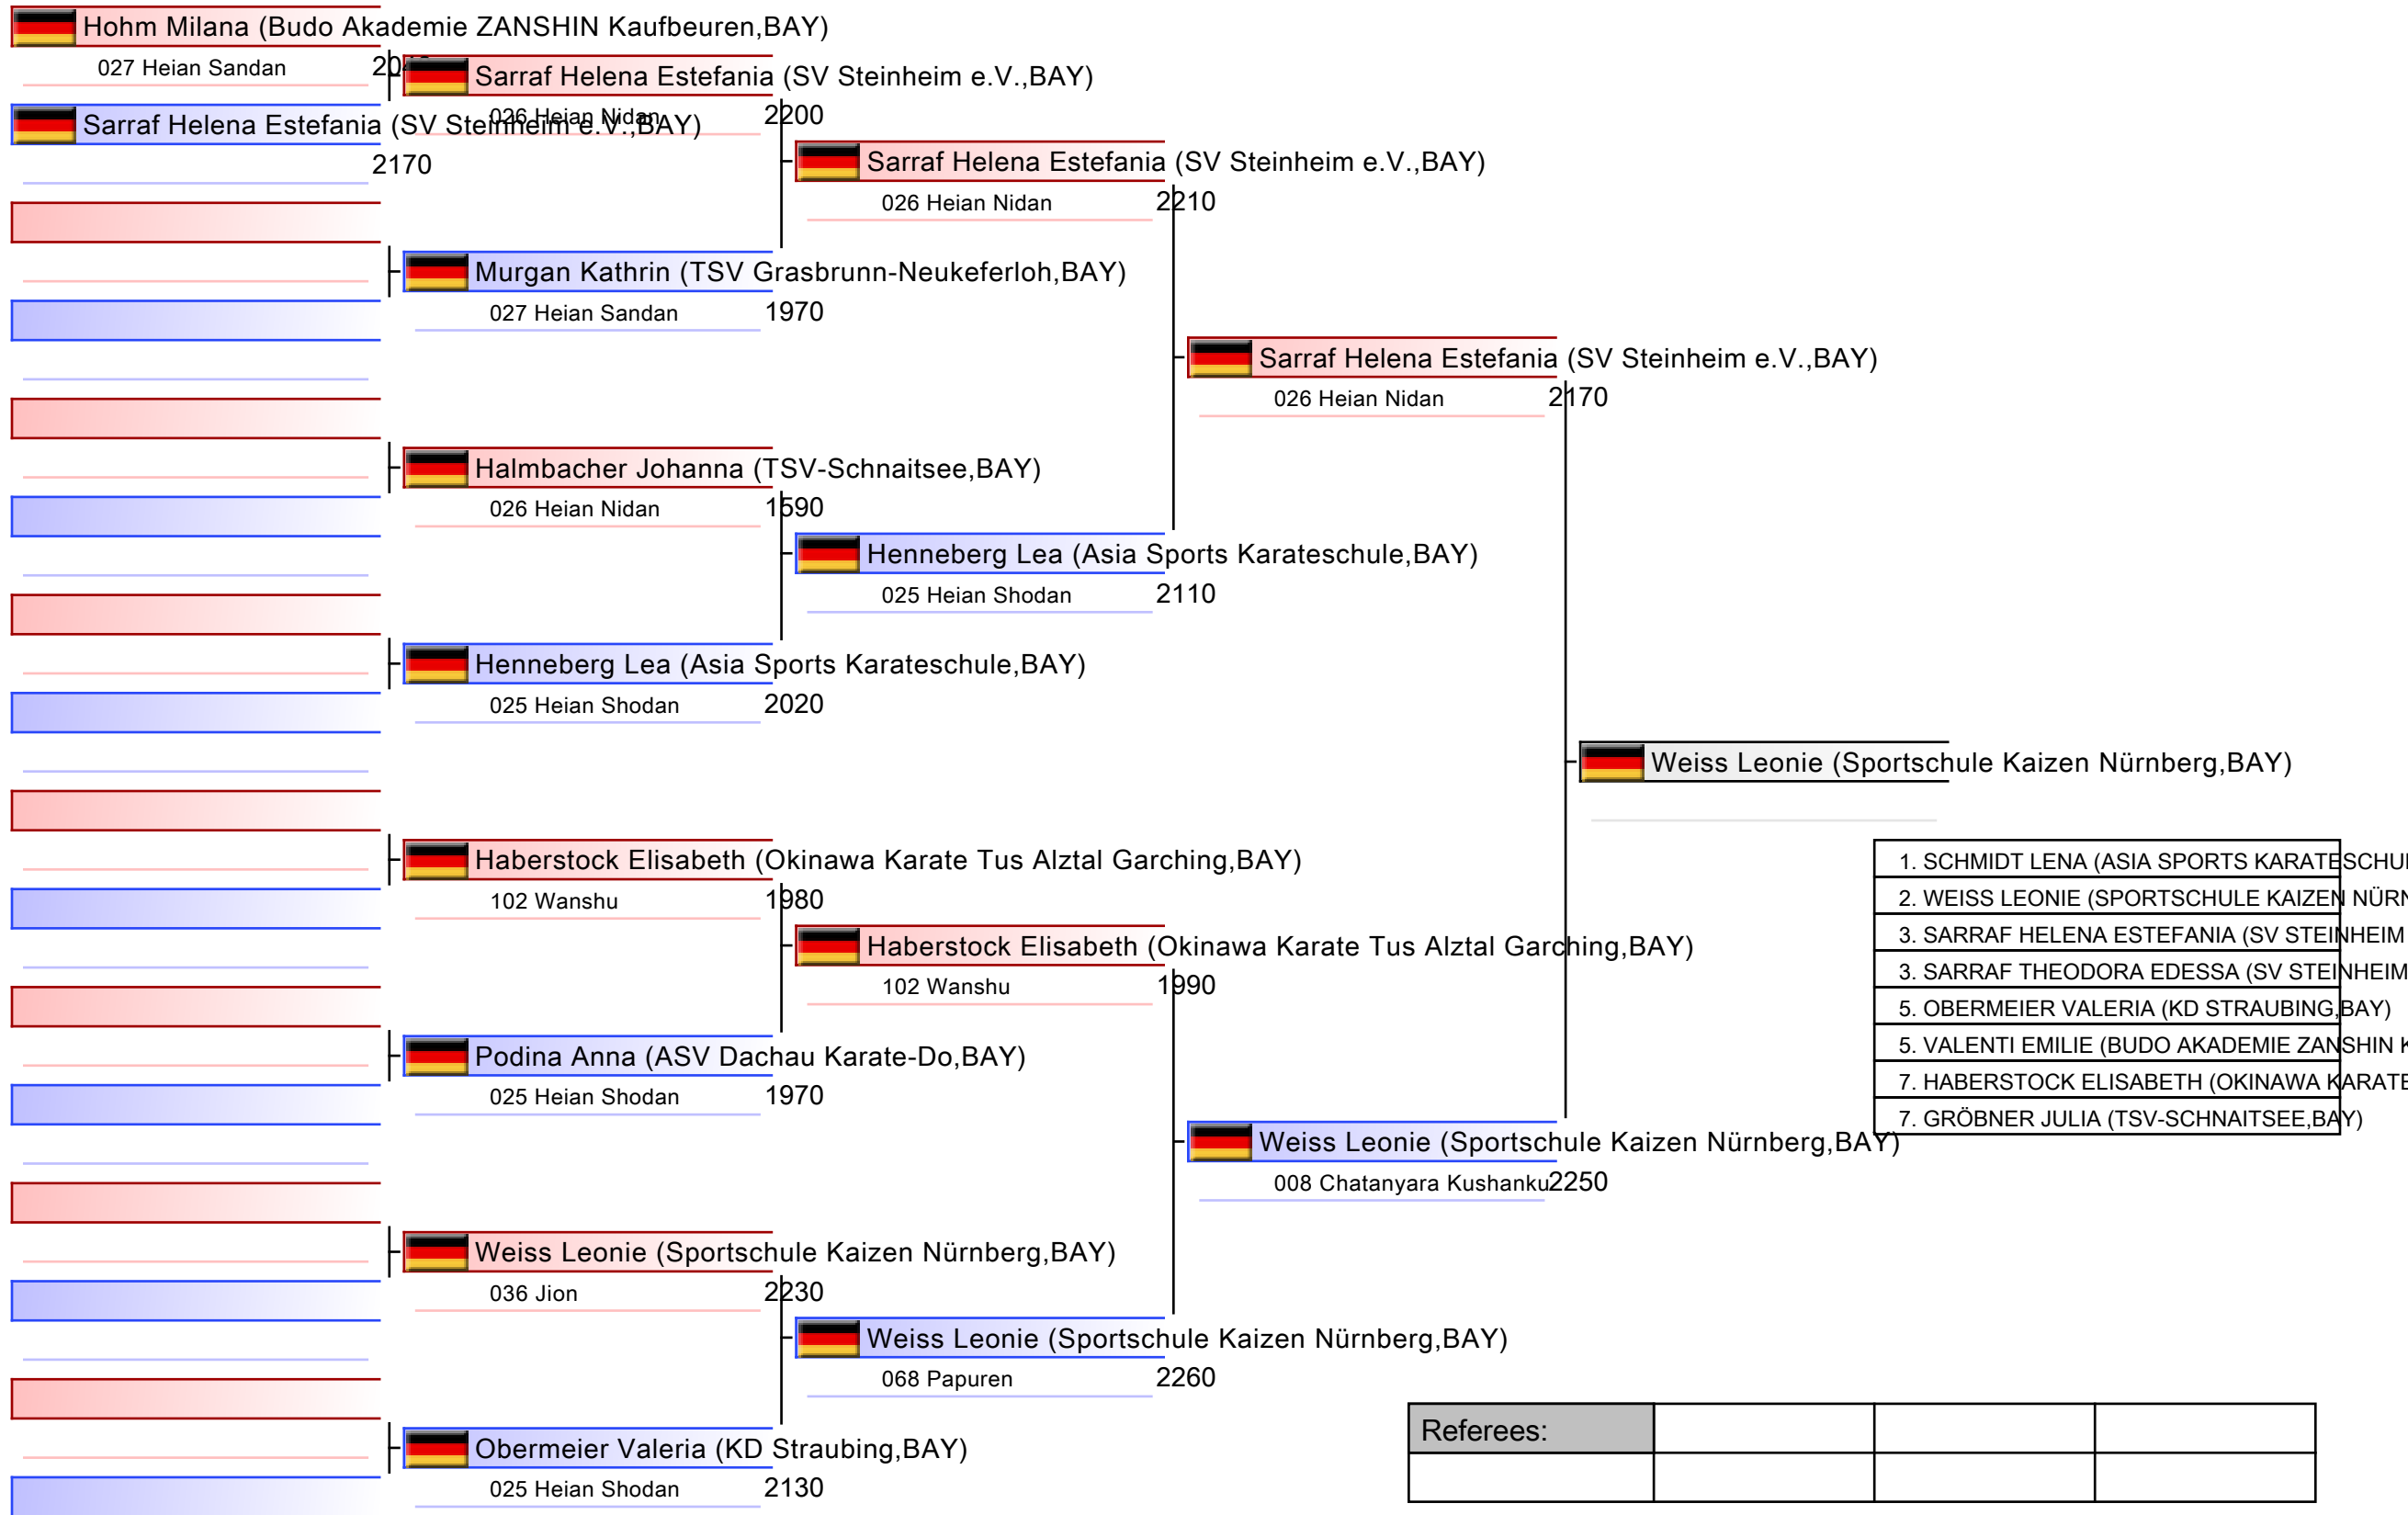 Hohm Milana (Budo Akademie ZANSHIN Kaufbeuren,BAY)
027 Heian Sandan
Sarraf Helena Estefania (SV Steinheim e.V.,BAY)
2170
Sarraf Helena Estefania (SV Steinheim e.V.,BAY)
026 Heian Nidan 2200
Murgan Kathrin (TSV Grasbrunn-Neukeferloh,BAY)
027 Heian Sandan 1970
Halmbacher Johanna (TSV-Schnaitsee,BAY)
026 Heian Nidan 1590
Henneberg Lea (Asia Sports Karateschule,BAY)
025 Heian Shodan 2020
Haberstock Elisabeth (Okinawa Karate Tus Alztal Garching,BAY)
102 Wanshu 1980
Podina Anna (ASV Dachau Karate-Do,BAY)
025 Heian Shodan 1970
Weiss Leonie (Sportschule Kaizen Nürnberg,BAY)
036 Jion 2230
Obermeier Valeria (KD Straubing,BAY)
025 Heian Shodan 2130
Sarraf Helena Estefania (SV Steinheim e.V.,BAY)
026 Heian Nidan 2210
Henneberg Lea (Asia Sports Karateschule,BAY)
025 Heian Shodan 2110
Haberstock Elisabeth (Okinawa Karate Tus Alztal Garching,BAY)
102 Wanshu 1990
Weiss Leonie (Sportschule Kaizen Nürnberg,BAY)
068 Papuren 2260
Sarraf Helena Estefania (SV Steinheim e.V.,BAY)
026 Heian Nidan 2170
Weiss Leonie (Sportschule Kaizen Nürnberg,BAY)
008 Chatanyara Kushanku 2250
Weiss Leonie (Sportschule Kaizen Nürnberg,BAY)
1. SCHMIDT LENA (ASIA SPORTS
2. WEISS LEONIE (SPORTSCHULE KAIZEN
3. SARRAF HELENA ESTEFANIA (SV STEINHEIM
3. SARRAF THEODORA EDESSA (SV STEINHEIM
5. OBERMEIER VALERIA (KD STRAUBING,BAY)
5. VALENTI EMILIE (BUDO AKADEMIE ZANSHIN
7. HABERSTOCK ELISABETH (OKINAWA KARATE
7. GRÖBNER JULIA (TSV-SCHNAITSEE,BAY)
Referees: